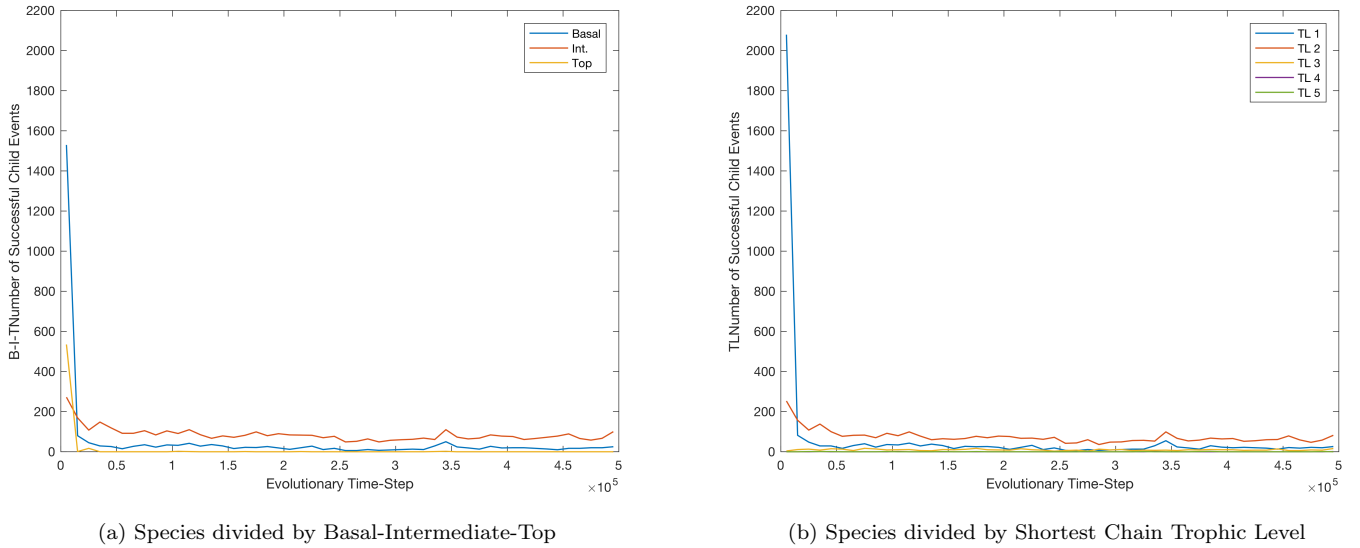 2200
2000
1800
1600
1400
1200
1000
800
600
400
200
0
B-I-TNumber of Successful Child Events
Basal
Int.
Top
0 0.5 1 1.5 2 2.5 3 3.5 4 4.5 5
Evolutionary Time-Step
×10^5
(a) Species divided by Basal-Intermediate-Top
2200
2000
1800
1600
1400
1200
1000
800
600
400
200
0
TLNumber of Successful Child Events
TL 1
TL 2
TL 3
TL 4
TL 5
0 0.5 1 1.5 2 2.5 3 3.5 4 4.5 5
Evolutionary Time-Step
×10^5
(b) Species divided by Shortest Chain Trophic Level